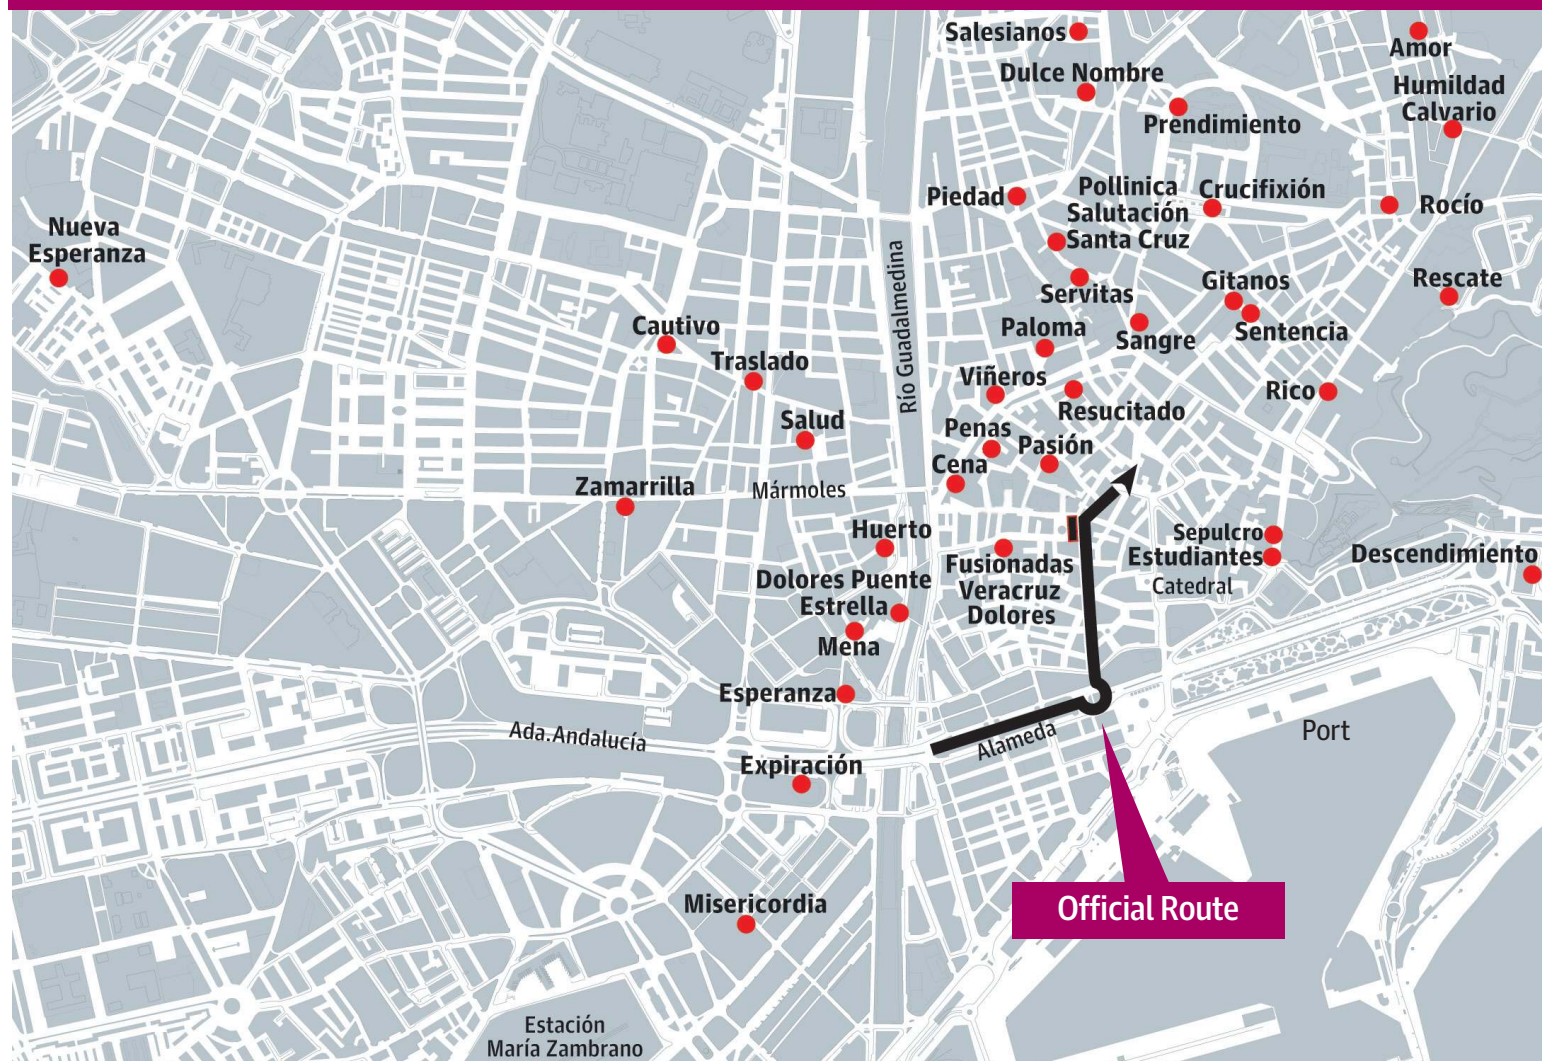 Salesianos
Amor
Dulce Nombre
Humildad
Calvario
Prendimiento
Piedad
Pollinica
Salutación
Santa Cruz
Crucifixión
Rocío
Nueva
Esperanza
Río Guadalmedina
Servitas
Gitanos
Rescate
Cautivo
Paloma
Sangre
Sentencia
Traslado
Viñeros
Resucitado
Rico
Salud
Penas
Pasión
Cena
Zamarrilla
Mármoles
Huerto
Sepulcro
Estudiantes
Descendimiento
Fusionadas
Veracruz
Dolores
Catedral
Dolores Puente
Estrella
Mena
Esperanza
Ada.Andalucía
Alameda
Port
Expiración
Misericordia
Official Route
Estación
María Zambrano